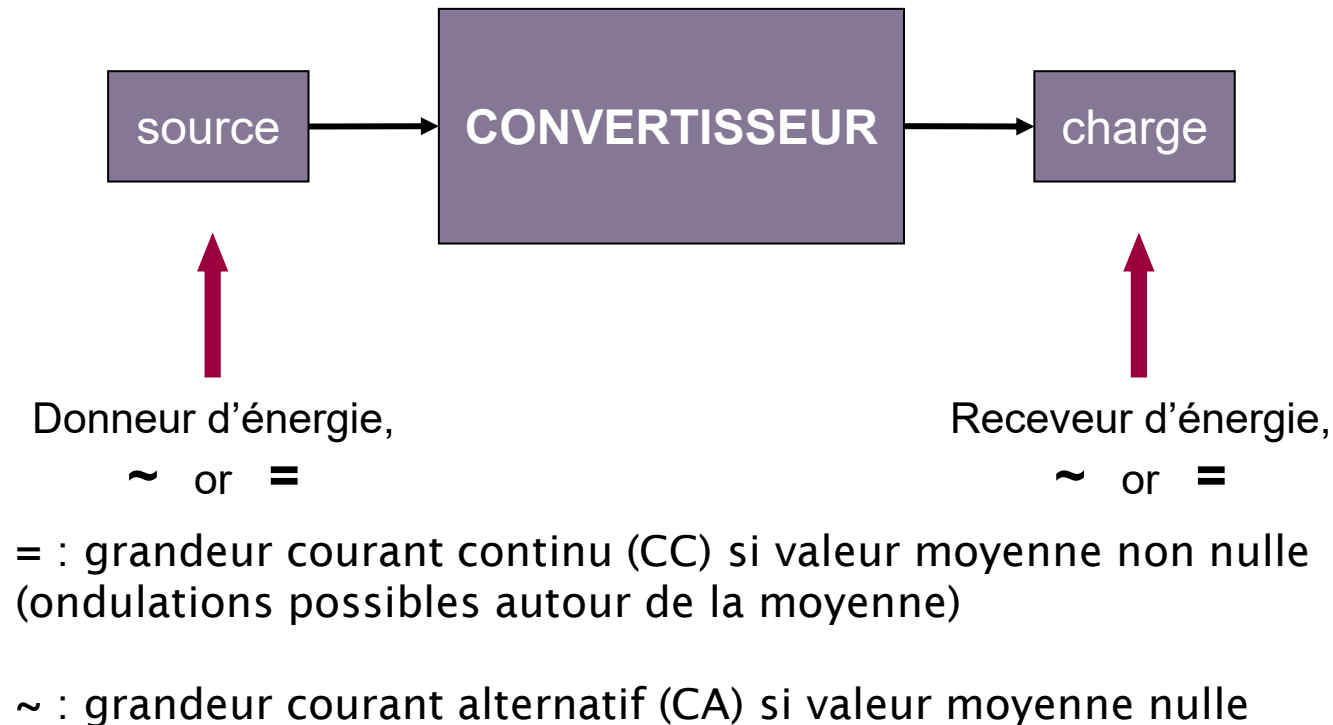 source
CONVERTISSEUR
charge
Donneur d’énergie,
~ or =
Receveur d’énergie,
~ or =
= : grandeur courant continu (CC) si valeur moyenne non nulle
(ondulations possibles autour de la moyenne)
~ : grandeur courant alternatif (CA) si valeur moyenne nulle